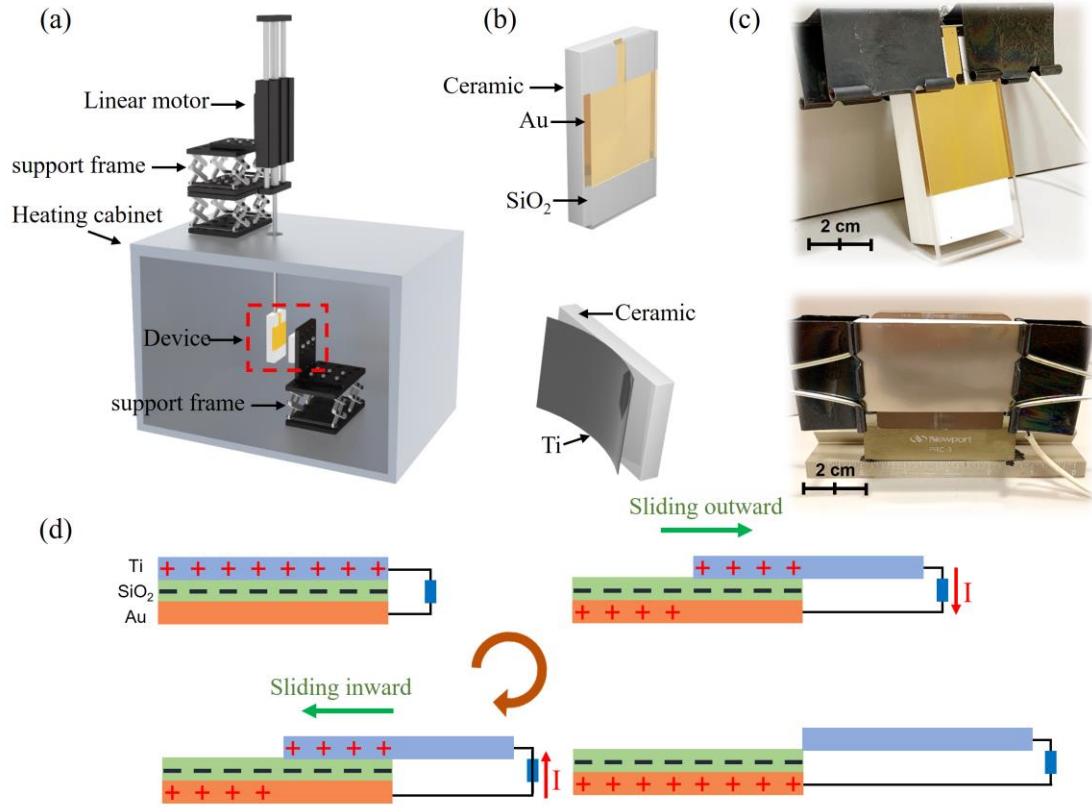 (a)
Linear motor
support frame
Heating cabinet
Device
support frame
(b)
Ceramic
Au
SiO₂
Ceramic
Ti
(c)
2 cm
Newport
2 cm
(d)
Sliding outward
Ti
SiO₂
Au
I
Sliding inward
I